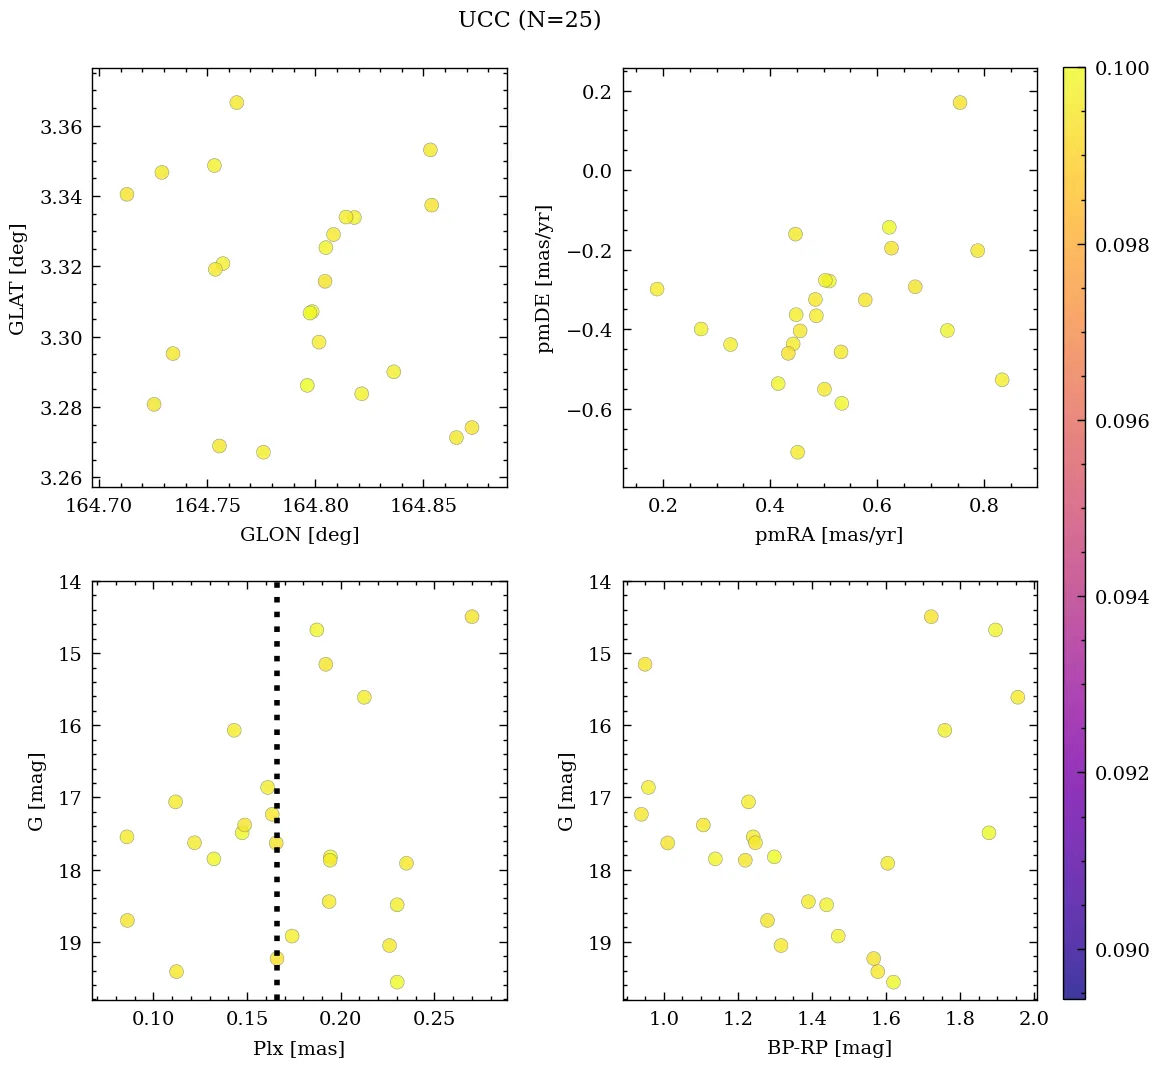 UCC (N=25)
3.36
3.34
3.32
3.30
3.28
3.26
GLAT [deg]
164.70 164.75 164.80 164.85
GLON [deg]
0.2
0.0
−0.2
−0.4
−0.6
pmDE [mas/yr]
0.2 0.4 0.6 0.8
pmRA [mas/yr]
14
15
16
17
18
19
G [mag]
0.10 0.15 0.20 0.25
Plx [mas]
14
15
16
17
18
19
G [mag]
1.0 1.2 1.4 1.6 1.8 2.0
BP-RP [mag]
0.100
0.098
0.096
0.094
0.092
0.090